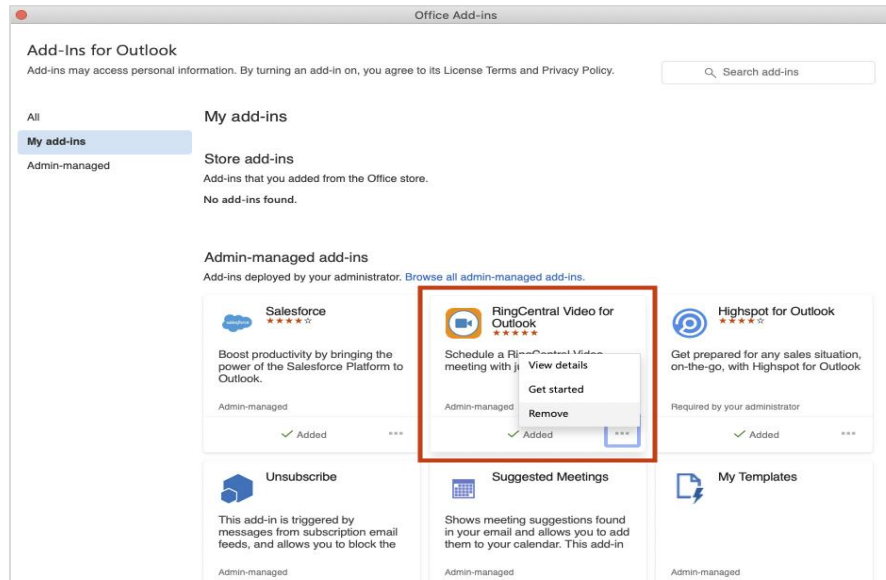 Office Add-ins
Add-Ins for Outlook
Add-ins may access personal information. By turning an add-in on, you agree to its License Terms and Privacy Policy.
Search add-ins
All
My add-ins
Admin-managed
My add-ins
Store add-ins
Add-ins that you added from the Office store.
No add-ins found.
Admin-managed add-ins
Add-ins deployed by your administrator. Browse all admin-managed add-ins.
Salesforce
Boost productivity by bringing the
power of the Salesforce Platform to
Outlook.
Admin-managed
Added
RingCentral Video for
Outlook
Schedule a RingCentral Video
meeting with j
Admin-managed
Added
View details
Get started
Remove
Highspot for Outlook
Get prepared for any sales situation,
on-the-go, with Highspot for Outlook
Required by your administrator
Added
Unsubscribe
This add-in is triggered by
messages from subscription email
feeds, and allows you to block the
Admin-managed
Suggested Meetings
Shows meeting suggestions found
in your email and allows you to add
them to your calendar. This add-in
Admin-managed
My Templates
Admin-managed